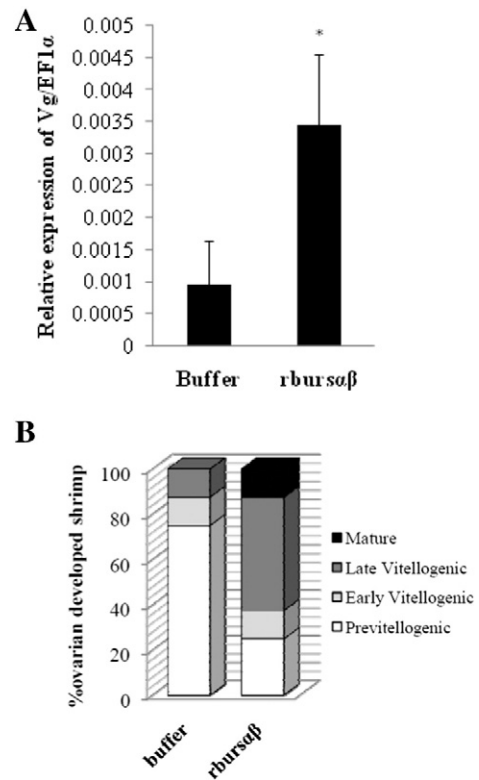 A
Relative expression of Vg/EF1α
0.005
0.0045
0.004
0.0035
0.003
0.0025
0.002
0.0015
0.001
0.0005
0
*
Buffer
rbursαβ
B
%ovarian developed shrimp
100
80
60
40
20
0
buffer
rbursαβ
Mature
Late Vitellogenic
Early Vitellogenic
Previtellogenic